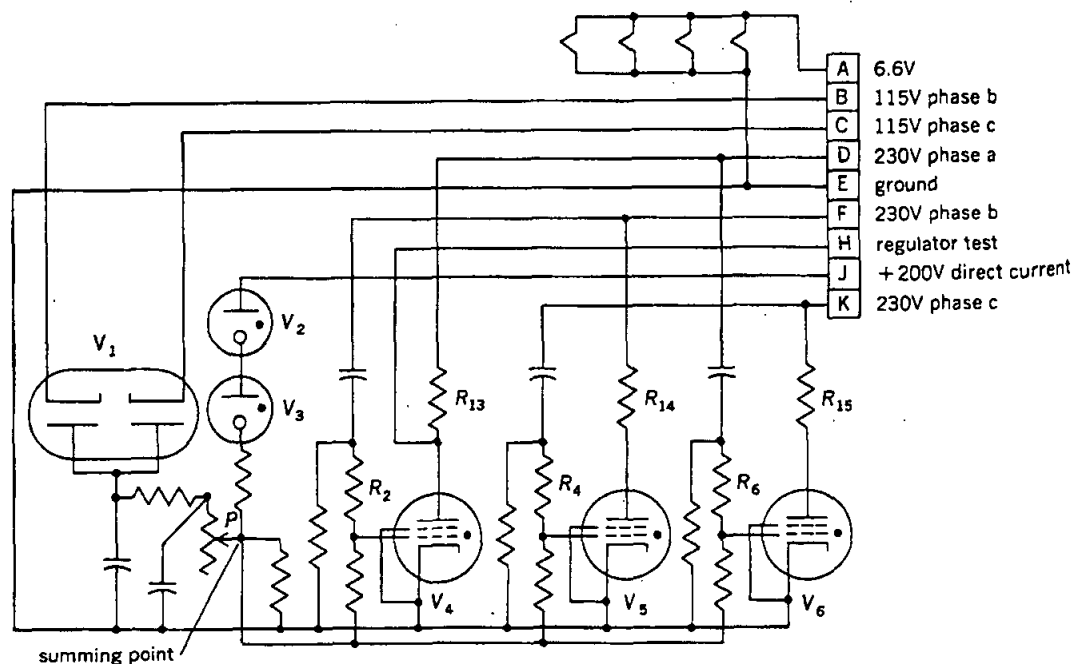 A 6.6V
B 115V phase b
C 115V phase c
D 230V phase a
E ground
F 230V phase b
H regulator test
J +200V direct current
K 230V phase c
V1
V2
V3
R13
R14
R15
R2
R4
R6
P
V4
V5
V6
summing point